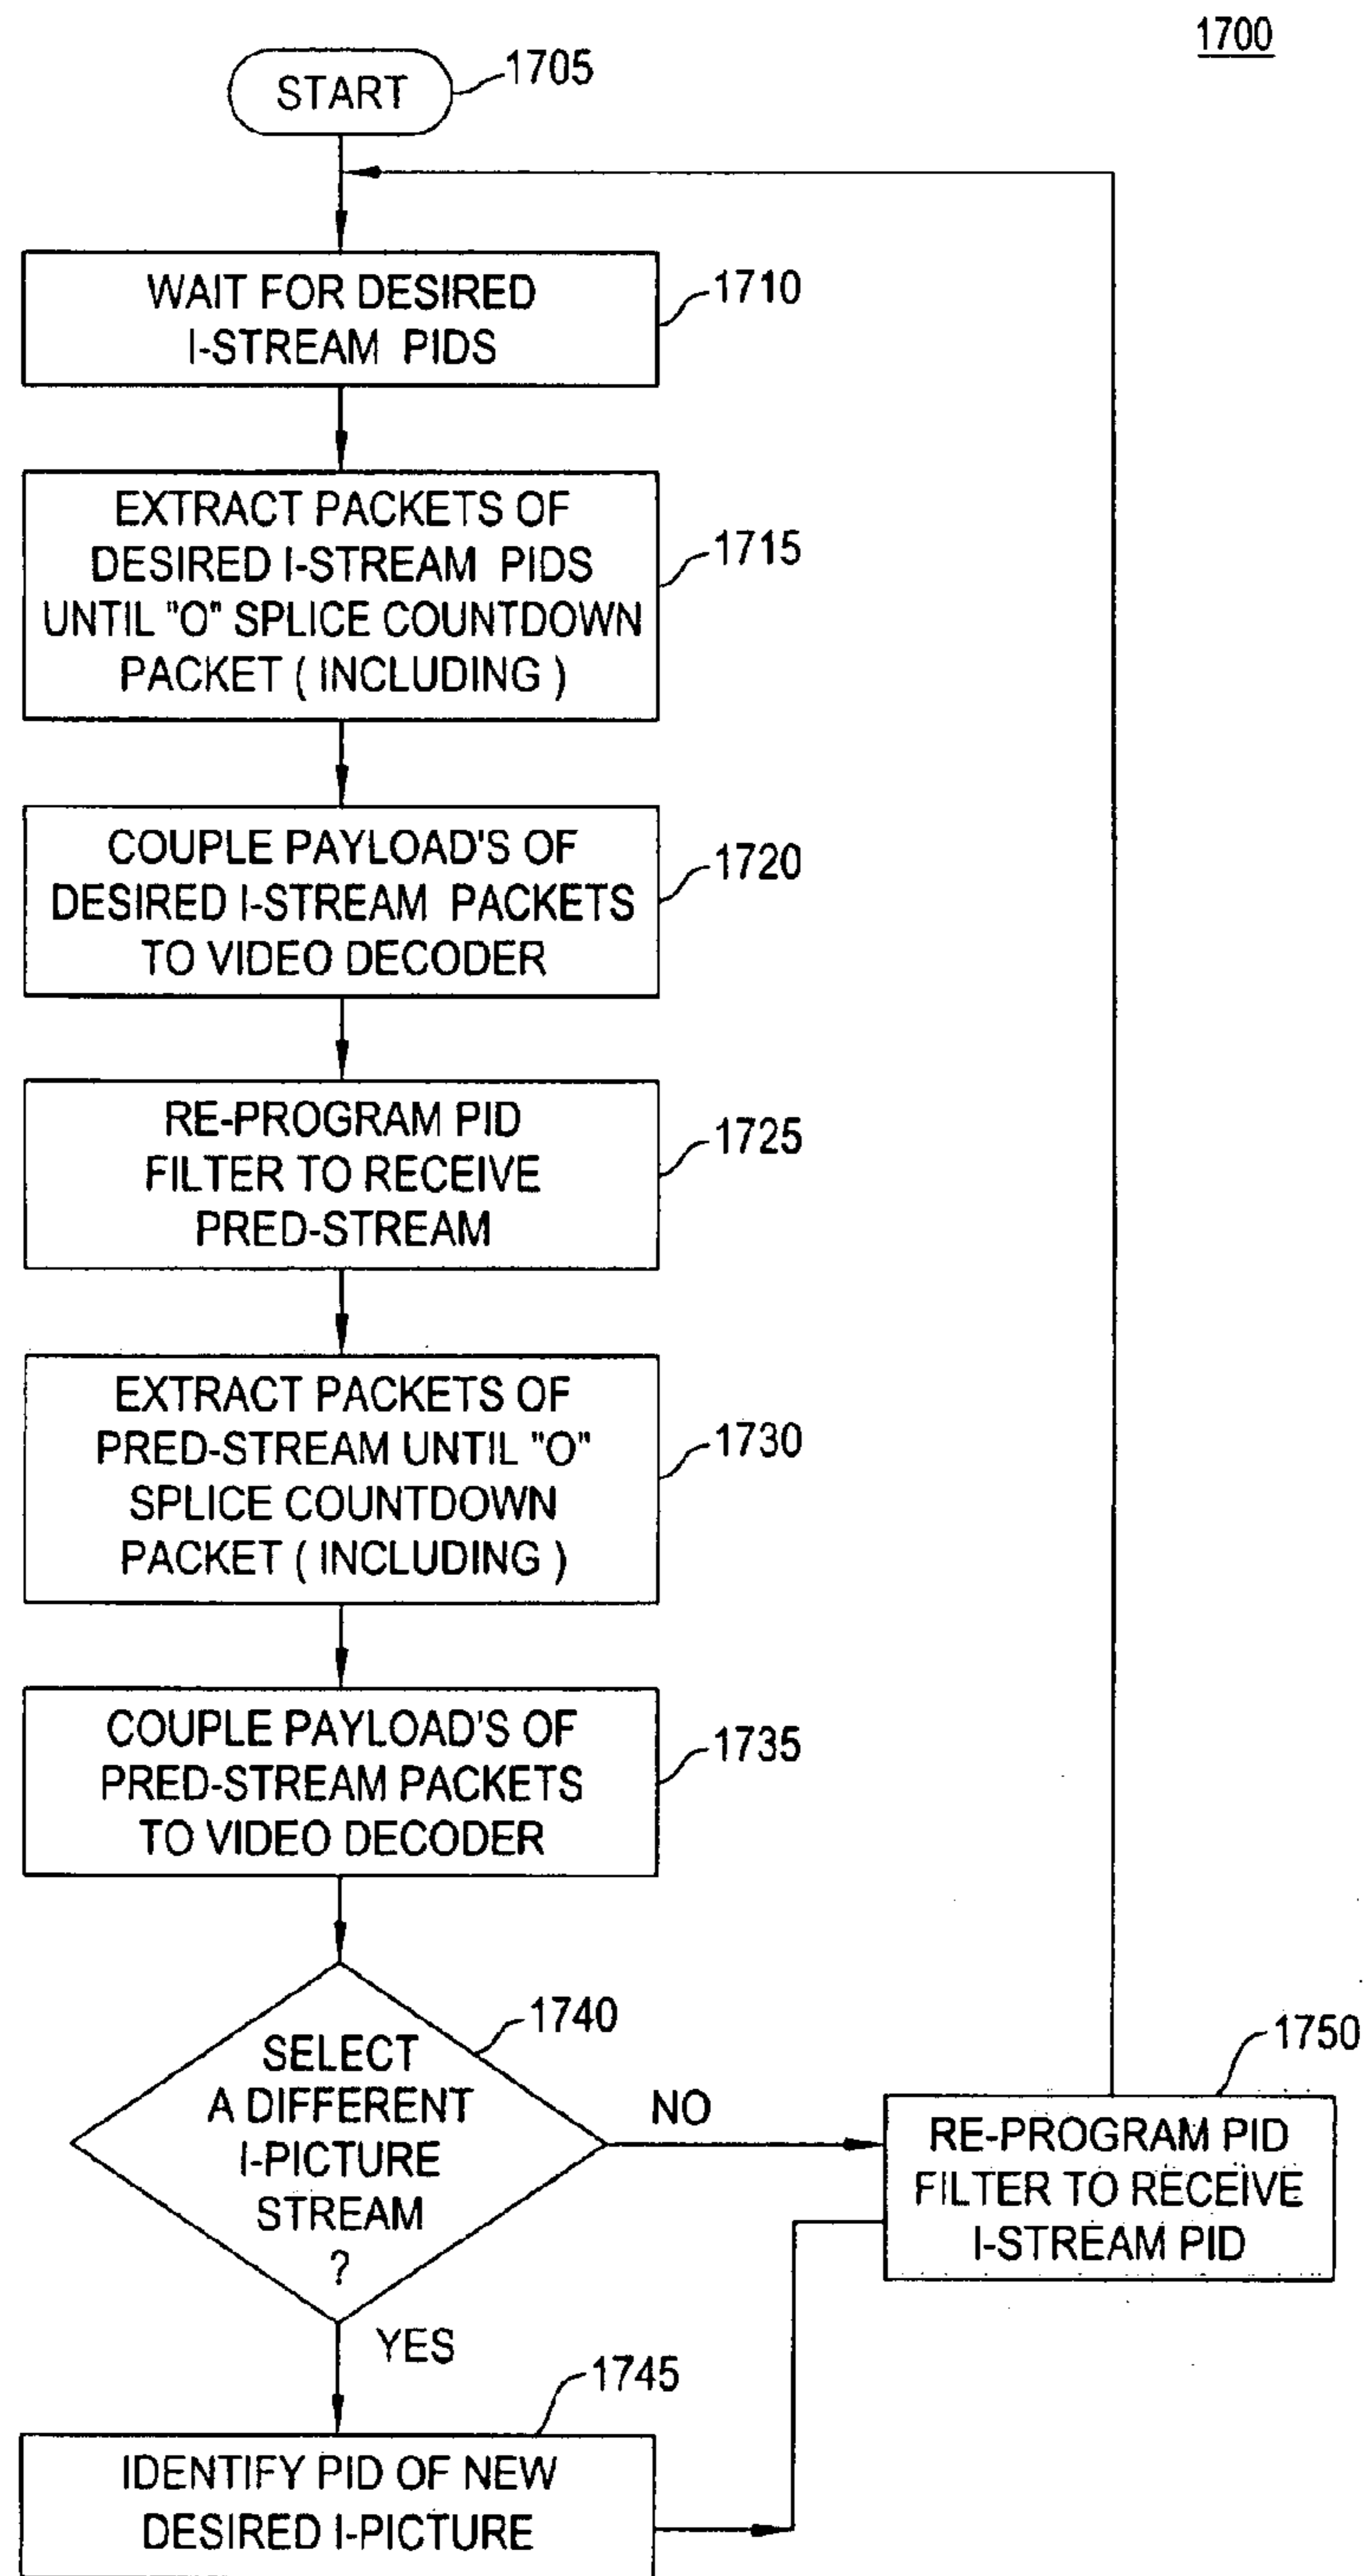 1700
START
1705
WAIT FOR DESIRED
I-STREAM PIDS
1710
EXTRACT PACKETS OF
DESIRED I-STREAM PIDS
UNTIL "O" SPLICE COUNTDOWN
PACKET ( INCLUDING )
1715
COUPLE PAYLOAD'S OF
DESIRED I-STREAM PACKETS
TO VIDEO DECODER
1720
RE-PROGRAM PID
FILTER TO RECEIVE
PRED-STREAM
1725
EXTRACT PACKETS OF
PRED-STREAM UNTIL "O"
SPLICE COUNTDOWN
PACKET ( INCLUDING )
1730
COUPLE PAYLOAD'S OF
PRED-STREAM PACKETS
TO VIDEO DECODER
1735
SELECT
A DIFFERENT
I-PICTURE
STREAM
?
1740
NO
YES
RE-PROGRAM PID
FILTER TO RECEIVE
I-STREAM PID
1750
IDENTIFY PID OF NEW
DESIRED I-PICTURE
1745